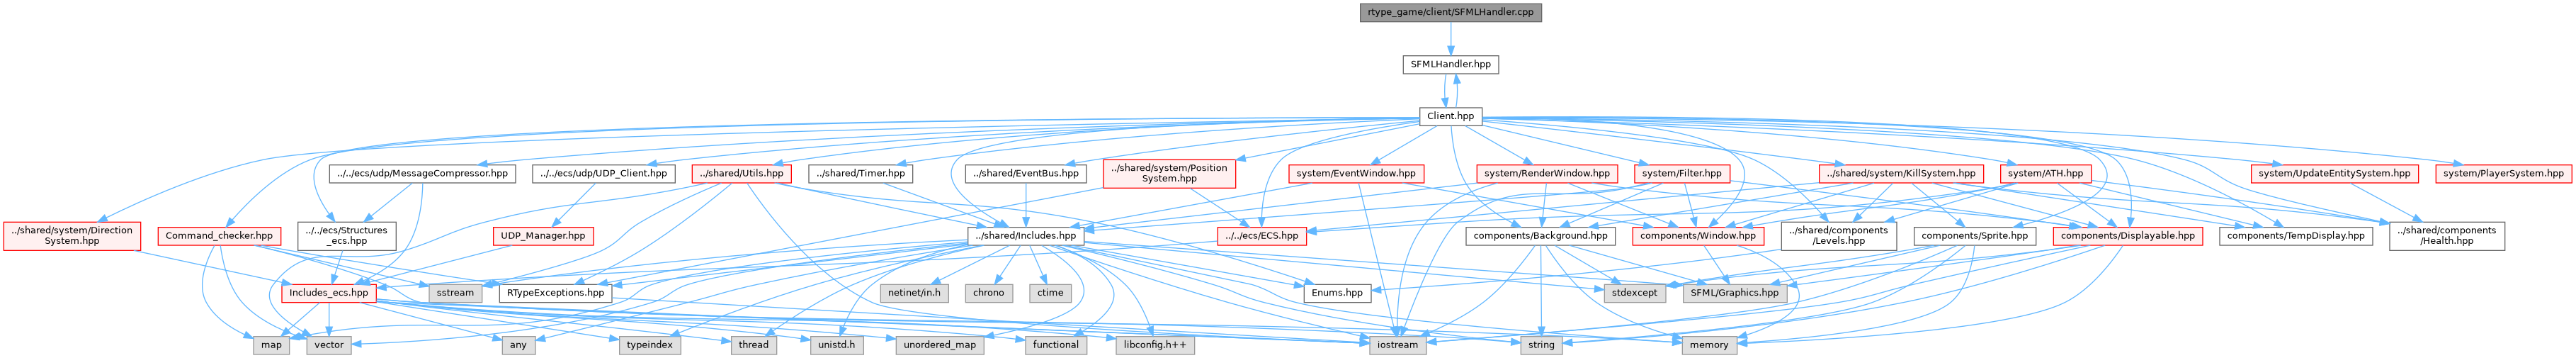 rtype_game/client/SFMLHandler.cpp
SFMLHandler.hpp
Client.hpp
../../ecs/udp/MessageCompressor.hpp
../../ecs/udp/UDP_Client.hpp
../shared/Utils.hpp
../shared/Timer.hpp
../shared/EventBus.hpp
../shared/system/Position
System.hpp
system/EventWindow.hpp
system/RenderWindow.hpp
system/Filter.hpp
../shared/system/KillSystem.hpp
system/ATH.hpp
system/UpdateEntitySystem.hpp
system/PlayerSystem.hpp
../shared/system/Direction
System.hpp
Command_checker.hpp
../../ecs/Structures
_ecs.hpp
UDP_Manager.hpp
../shared/Includes.hpp
../../ecs/ECS.hpp
components/Background.hpp
components/Window.hpp
../shared/components
/Levels.hpp
components/Sprite.hpp
components/Displayable.hpp
components/TempDisplay.hpp
../shared/components
/Health.hpp
Includes_ecs.hpp
sstream
RTypeExceptions.hpp
netinet/in.h
chrono
ctime
Enums.hpp
stdexcept
SFML/Graphics.hpp
map
vector
any
typeindex
thread
unistd.h
unordered_map
functional
libconfig.h++
iostream
string
memory